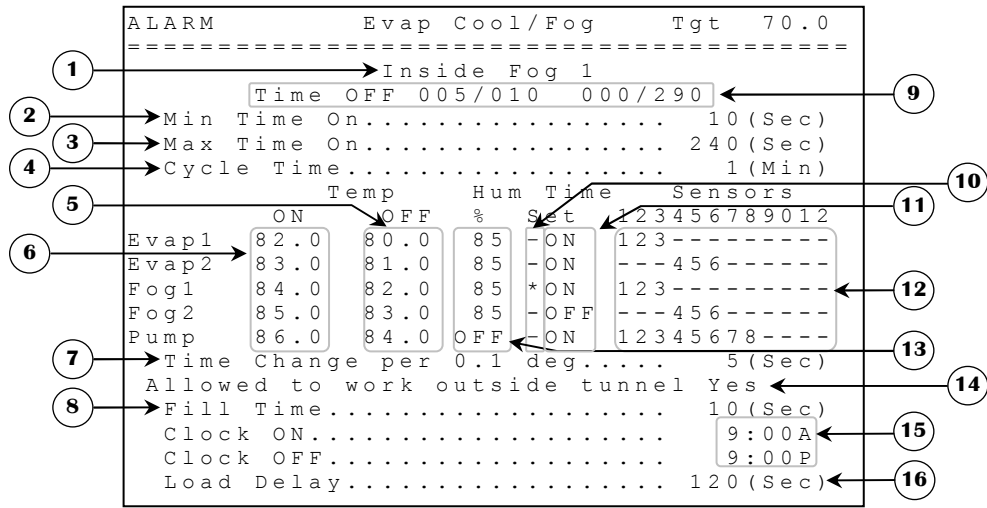 ALARM Evap Cool/Fog Tgt 70.0
========================================
1 Inside Fog 1
Time OFF 005/010 000/290 9
2 Min Time On................. 10(Sec)
3 Max Time On................. 240(Sec)
4 Cycle Time.................. 1(Min)
Temp Hum Time Sensors 10
5 ON OFF % Set 123456789012 11
Evap1 82.0 80.0 85 -ON 123---------
6 Evap2 83.0 81.0 85 -ON ---456------
Fog1 84.0 82.0 85 *ON 123--------- 12
Fog2 85.0 83.0 85 -OFF ---456------
Pump 86.0 84.0 OFF -ON 12345678---- 13
7 Time Change per 0.1 deg..... 5(Sec)
Allowed to work outside tunnel Yes 14
8 Fill Time................... 10(Sec)
Clock ON.................... 9:00A 15
Clock OFF................... 9:00P
Load Delay.................. 120(Sec) 16